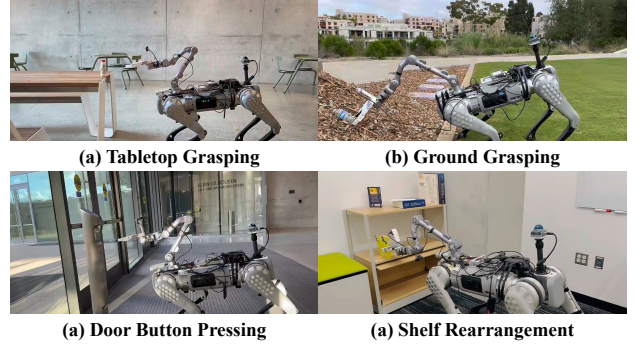 (a) Tabletop Grasping
(b) Ground Grasping
(a) Door Button Pressing
(a) Shelf Rearrangement